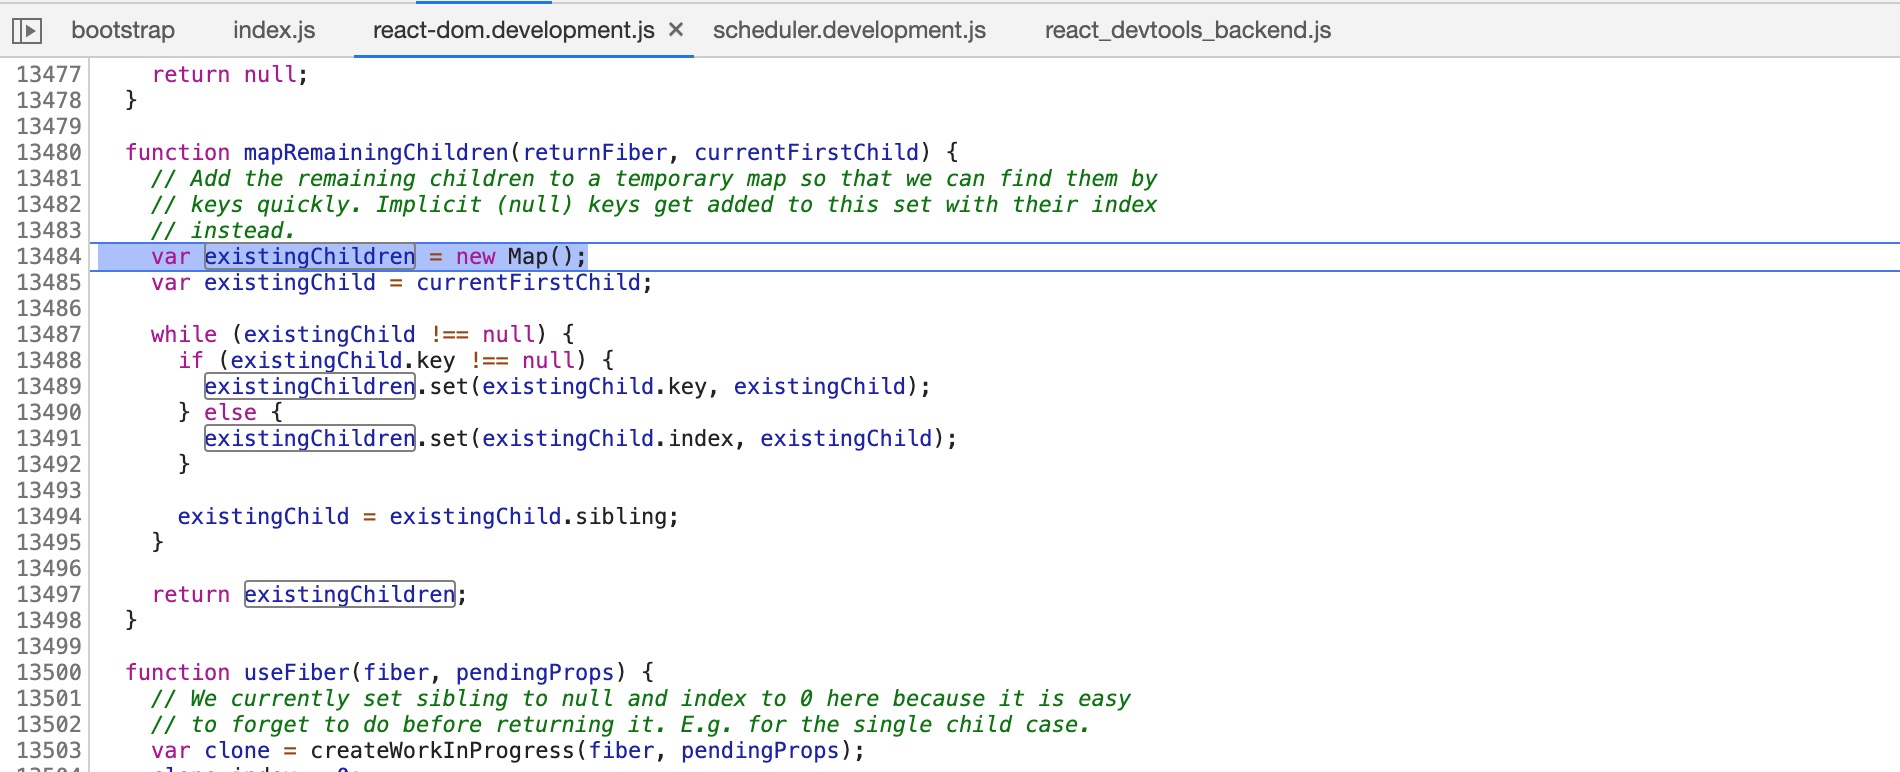 bootstrap index.js react-dom.development.js × scheduler.development.js react_devtools_backend.js
13477 return null;
13478 }
13479
13480 function mapRemainingChildren(returnFiber, currentFirstChild) {
13481 // Add the remaining children to a temporary map so that we can find them by
13482 // keys quickly. Implicit (null) keys get added to this set with their index
13483 // instead.
13484 var existingChildren = new Map();
13485 var existingChild = currentFirstChild;
13486
13487 while (existingChild !== null) {
13488 if (existingChild.key !== null) {
13489 existingChildren.set(existingChild.key, existingChild);
13490 } else {
13491 existingChildren.set(existingChild.index, existingChild);
13492 }
13493
13494 existingChild = existingChild.sibling;
13495 }
13496
13497 return existingChildren;
13498 }
13499
13500 function useFiber(fiber, pendingProps) {
13501 // We currently set sibling to null and index to 0 here because it is easy
13502 // to forget to do before returning it. E.g. for the single child case.
13503 var clone = createWorkInProgress(fiber, pendingProps);